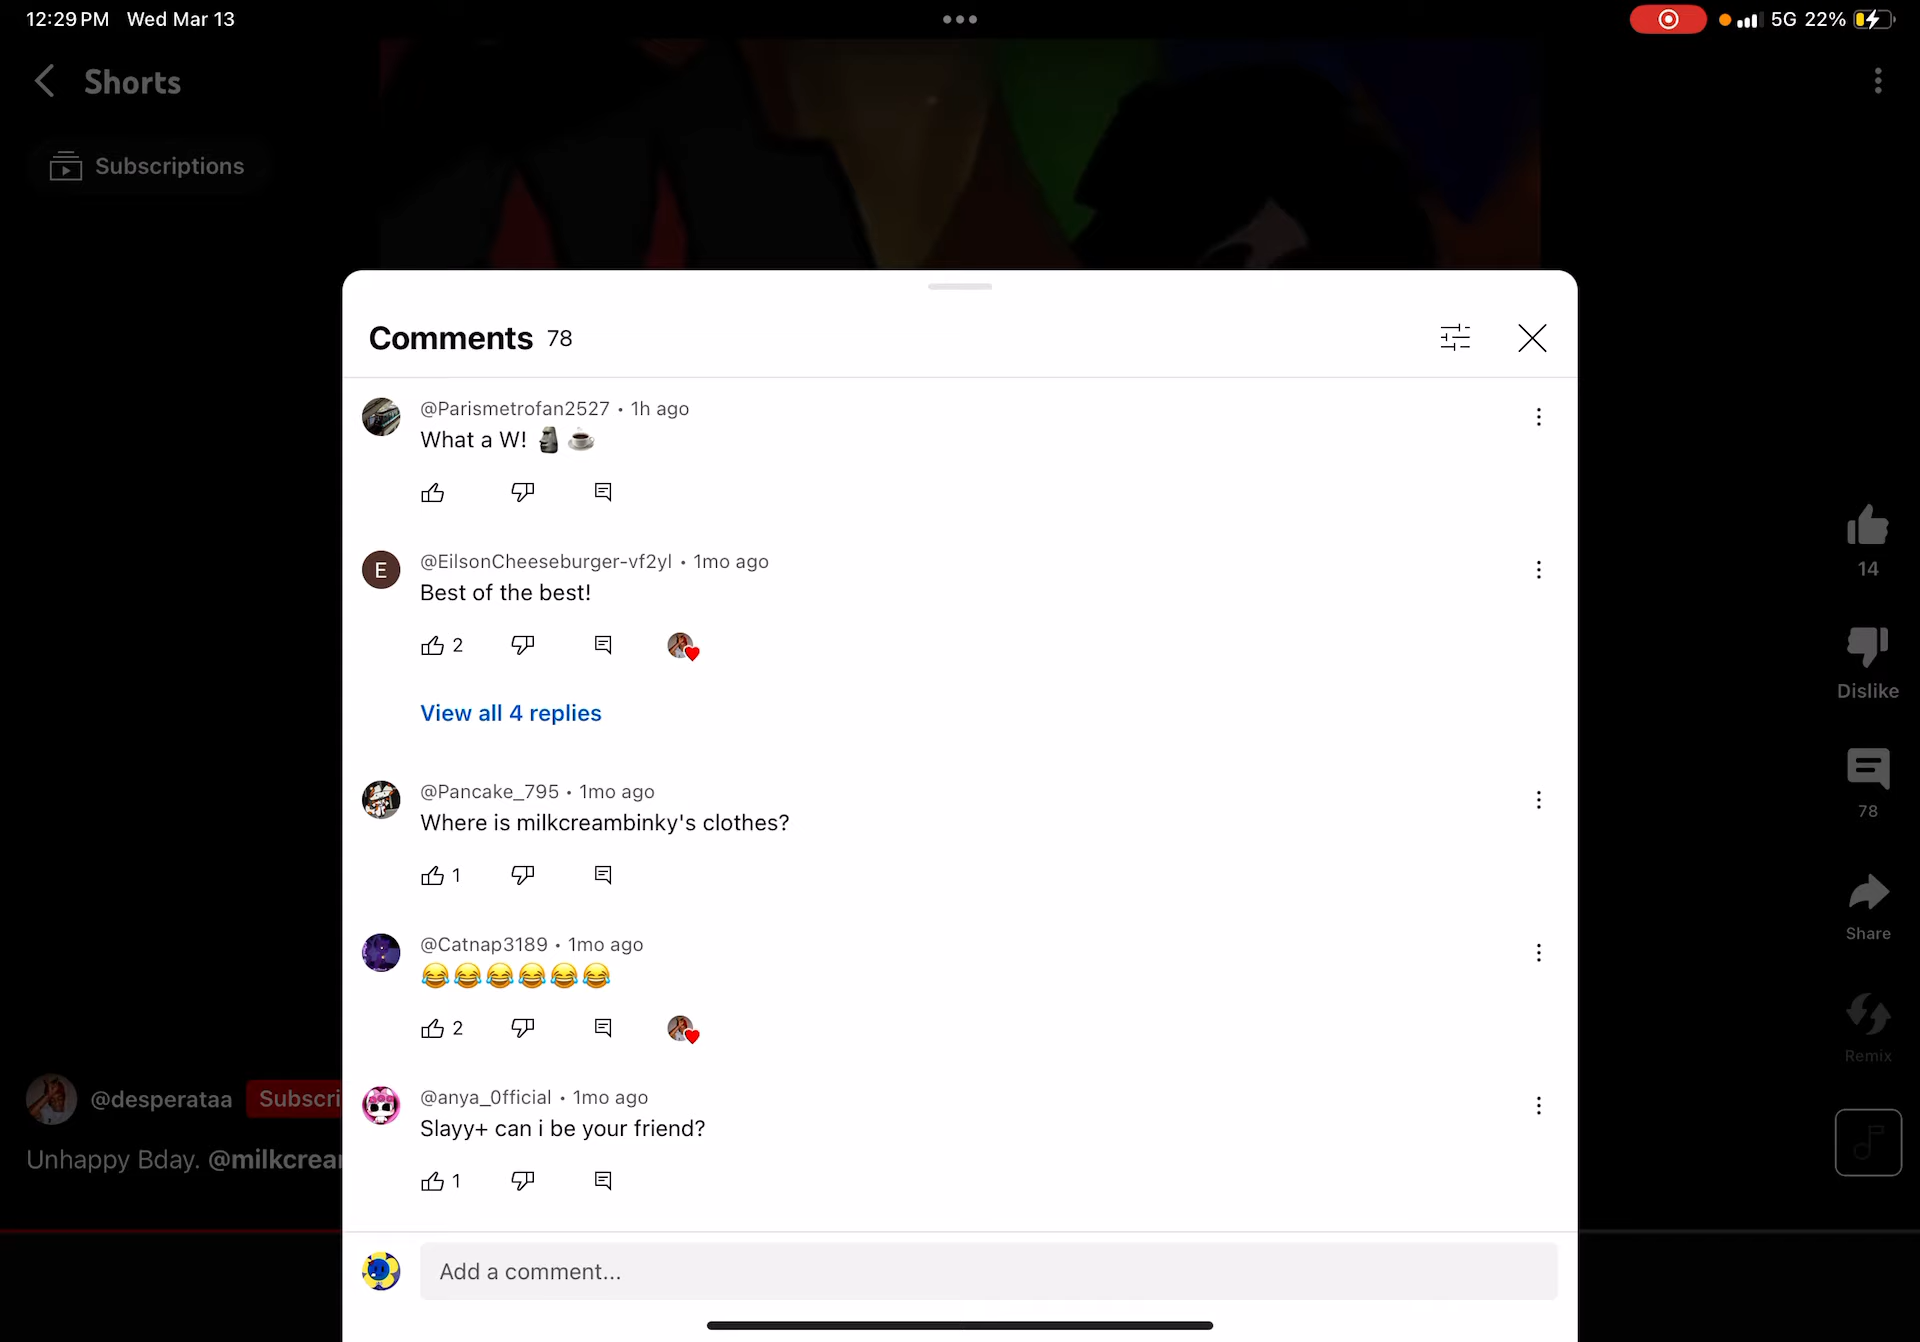 12:29 PM Wed Mar 13
5G 22%
Shorts
Subscriptions
Comments 78
@Parismetrofan2527 • 1h ago
What a W! 🗿 ☕
E
@EilsonCheeseburger-vf2yl • 1mo ago
Best of the best!
2
View all 4 replies
@Pancake_795 • 1mo ago
Where is milkcreambinky's clothes?
1
@Catnap3189 • 1mo ago
😂😂😂😂😂😂
2
@anya_0fficial • 1mo ago
Slayy+ can i be your friend?
1
Add a comment...
14
Dislike
78
Share
Remix
@desperataa Subscri
Unhappy Bday. @milkcrea